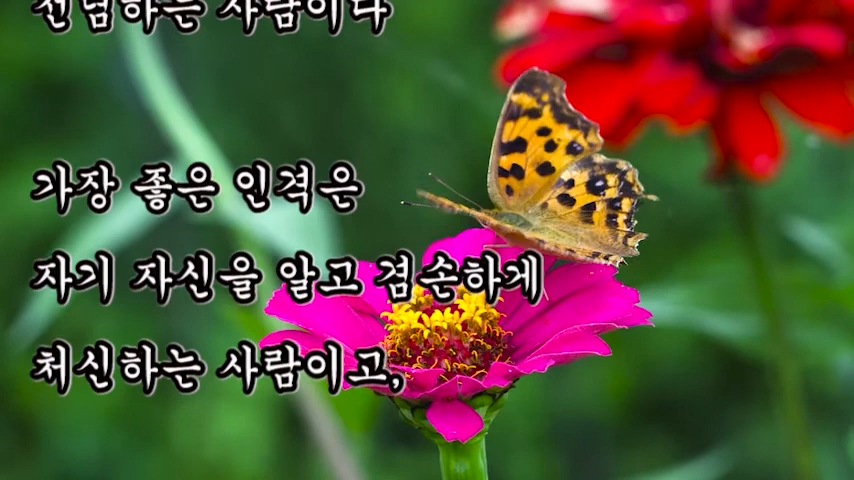 전념하는 사람이다
가장 좋은 인격은
자기 자신을 알고 겸손하게
처신하는 사람이고,